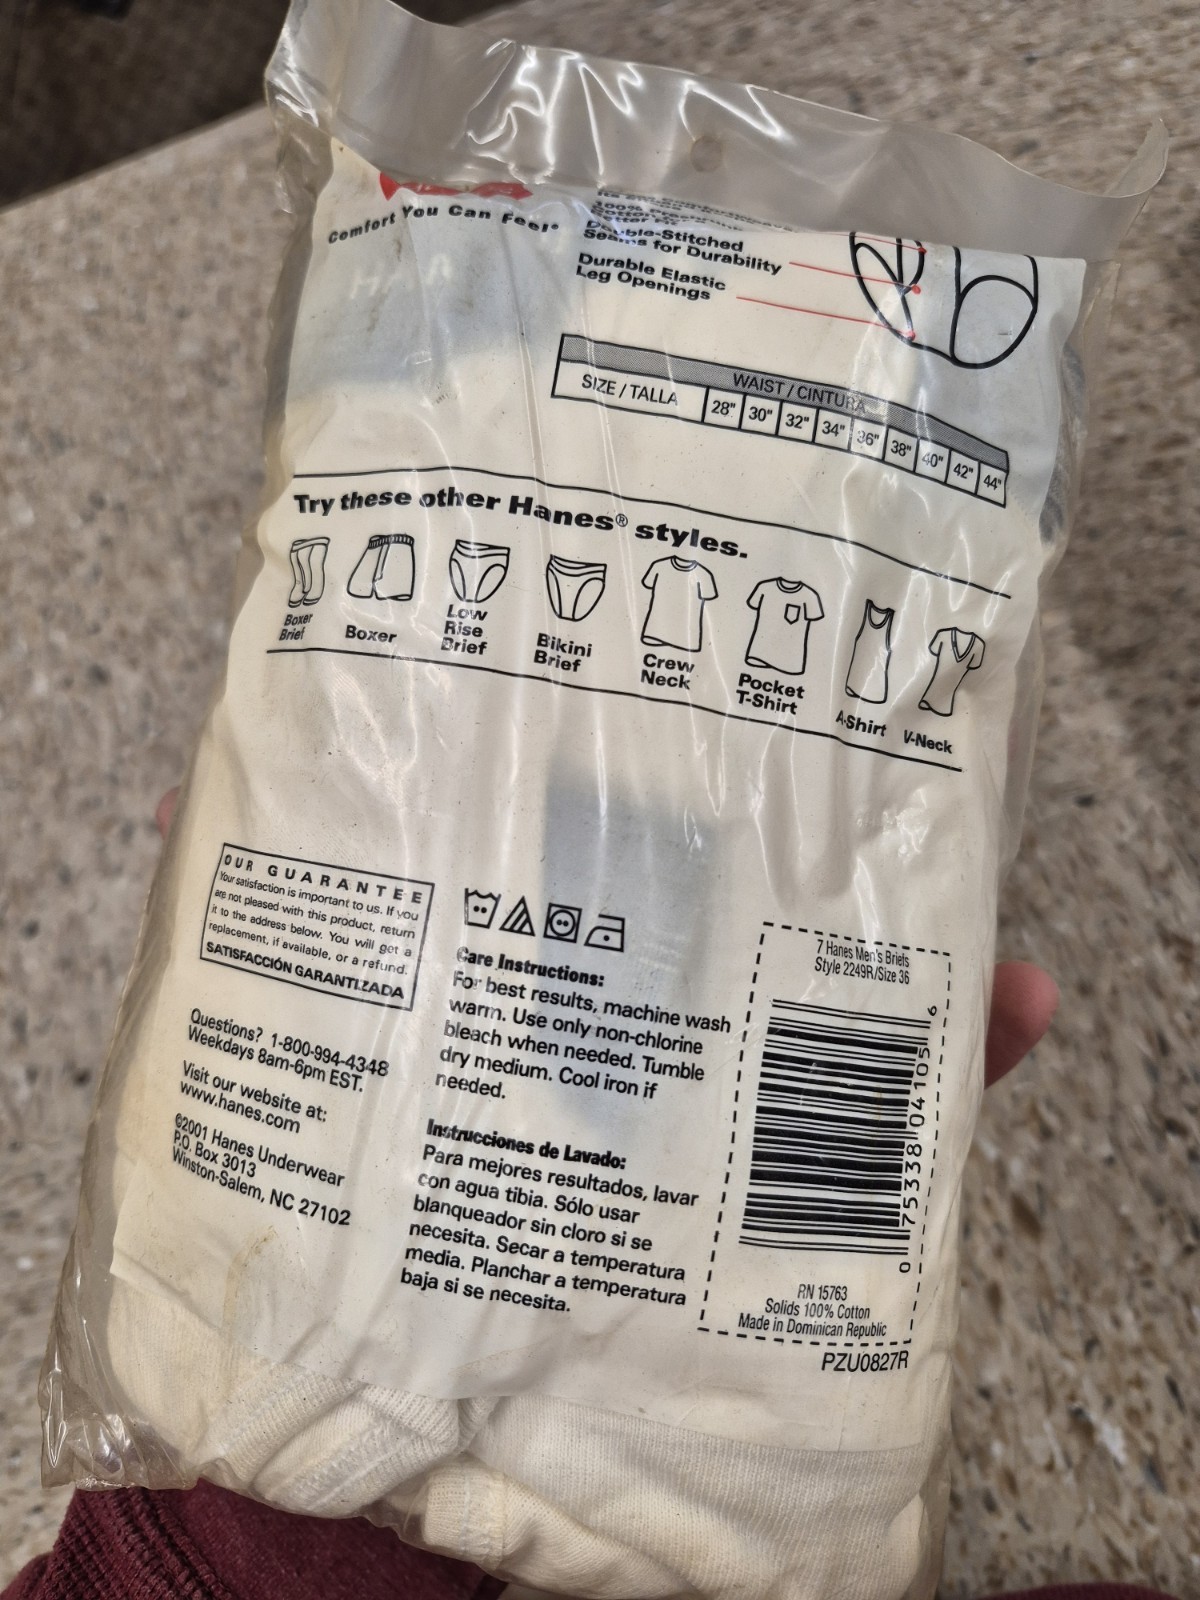 Comfort You Can Feel®
100% Preshrunk
Better Fit
Double-Stitched
Seams for Durability
Durable Elastic
Leg Openings
WAIST / CINTURA
SIZE / TALLA 28" 30" 32" 34" 36" 38" 40" 42" 44"
Try these other Hanes® styles.
Boxer
Brief
Boxer
Low
Rise
Brief
Bikini
Brief
Crew
Neck
Pocket
T-Shirt
A-Shirt
V-Neck
OUR GUARANTEE
Your satisfaction is important to us. If you
are not pleased with this product, return
it to the address below. You will get a
replacement, if available, or a refund.
SATISFACCIÓN GARANTIZADA
Questions? 1-800-994-4348
Weekdays 8am-6pm EST.
Visit our website at:
www.hanes.com
©2001 Hanes Underwear
P.O. Box 3013
Winston-Salem, NC 27102
Care Instructions:
For best results, machine wash
warm. Use only non-chlorine
bleach when needed. Tumble
dry medium. Cool iron if
needed.
Instrucciones de Lavado:
Para mejores resultados, lavar
con agua tibia. Sólo usar
blanqueador sin cloro si se
necesita. Secar a temperatura
media. Planchar a temperatura
baja si se necesita.
7 Hanes Men's Briefs
Style 2249R/Size 36
0 75338 04105 6
RN 15763
Solids 100% Cotton
Made in Dominican Republic
PZU0827R